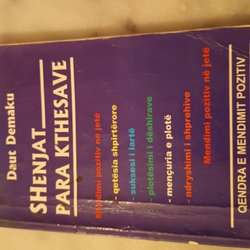 Daut Demaku
SHENJAT
PARA KTHESAVE
Mendimi pozitiv në jetë
- qetësia shpirtërore
- suksesi i lartë
- plotësimi i dëshirave
- mençuria e plotë
- ndryshimi i shprehive
Mendimi pozitiv në jetë
QENDRA E MENDIMIT POZITIV